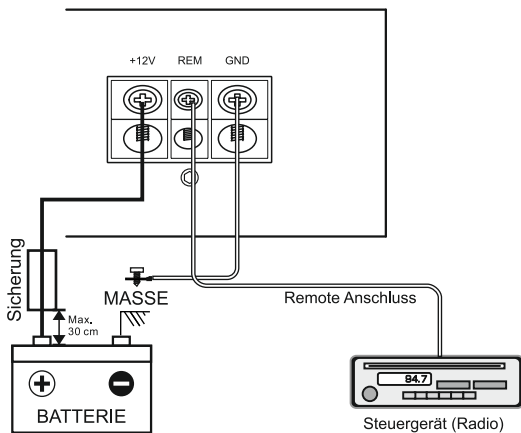 +12V REM GND
Sicherung
MASSE
Max.
30 cm
Remote Anschluss
94.7
+ −
BATTERIE
Steuergerät (Radio)